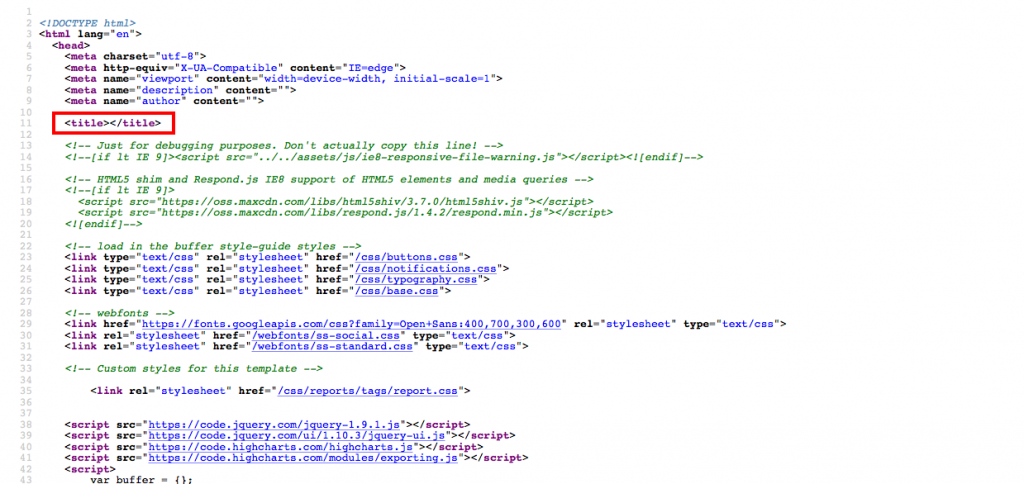 1
2 <!DOCTYPE html>
3 <html lang="en">
4 <head>
5 <meta charset="utf-8">
6 <meta http-equiv="X-UA-Compatible" content="IE=edge">
7 <meta name="viewport" content="width=device-width, initial-scale=1">
8 <meta name="description" content="">
9 <meta name="author" content="">
10
11 <title></title>
12
13 <!-- Just for debugging purposes. Don't actually copy this line! -->
14 <!--[if lt IE 9]><script src="../../assets/js/ie8-responsive-file-warning.js"></script><![endif]-->
15
16 <!-- HTML5 shim and Respond.js IE8 support of HTML5 elements and media queries -->
17 <!--[if lt IE 9]>
18 <script src="https://oss.maxcdn.com/libs/html5shiv/3.7.0/html5shiv.js"></script>
19 <script src="https://oss.maxcdn.com/libs/respond.js/1.4.2/respond.min.js"></script>
20 <![endif]-->
21
22 <!-- load in the buffer style-guide styles -->
23 <link type="text/css" rel="stylesheet" href="/css/buttons.css">
24 <link type="text/css" rel="stylesheet" href="/css/notifications.css">
25 <link type="text/css" rel="stylesheet" href="/css/typography.css">
26 <link type="text/css" rel="stylesheet" href="/css/base.css">
27
28 <!-- webfonts -->
29 <link href="https://fonts.googleapis.com/css?family=Open+Sans:400,700,300,600" rel="stylesheet" type="text/css">
30 <link rel="stylesheet" href="/webfonts/ss-social.css" type="text/css">
31 <link rel="stylesheet" href="/webfonts/ss-standard.css" type="text/css">
32
33 <!-- Custom styles for this template -->
34
35 <link rel="stylesheet" href="/css/reports/tags/report.css">
36
37
38 <script src="https://code.jquery.com/jquery-1.9.1.js"></script>
39 <script src="https://code.jquery.com/ui/1.10.3/jquery-ui.js"></script>
40 <script src="https://code.highcharts.com/highcharts.js"></script>
41 <script src="https://code.highcharts.com/modules/exporting.js"></script>
42 <script>
43 var buffer = {};